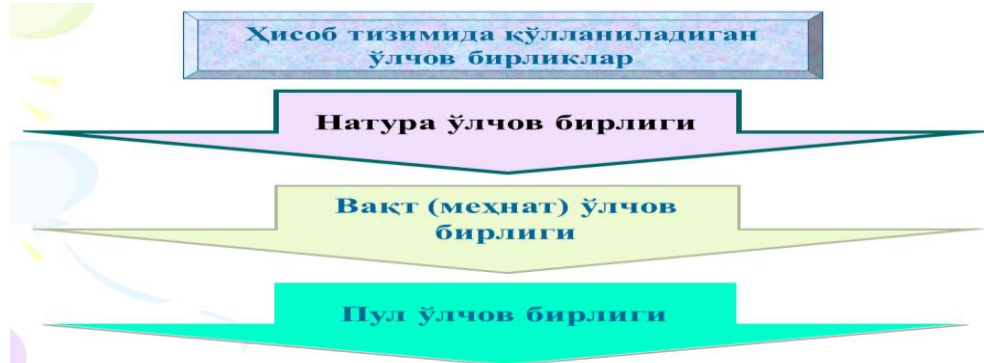 Ҳисоб тизимида қўлланиладиган
ўлчов бирликлар
Натура ўлчов бирлиги
Вақт (меҳнат) ўлчов
бирлиги
Пул ўлчов бирлиги